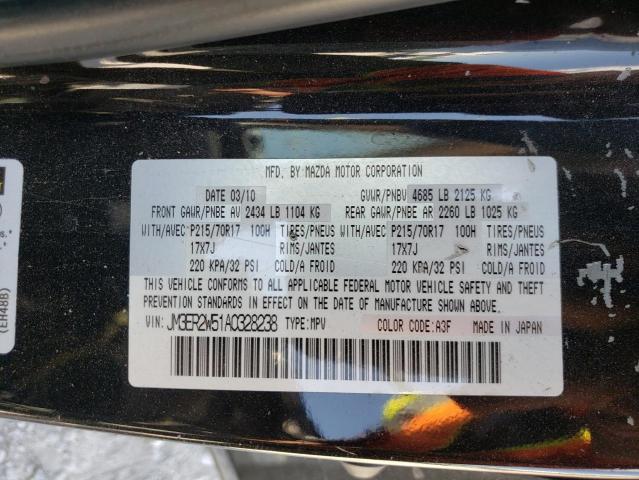 MFD. BY MAZDA MOTOR CORPORATION
DATE 03/10 GVWR/PNBV 4685 LB 2125 KG
FRONT GAWR/PNBE AV 2434 LB 1104 KG REAR GAWR/PNBE AR 2260 LB 1025 KG
WITH/AVEC P215/70R17 100H TIRES/PNEUS WITH/AVEC P215/70R17 100H TIRES/PNEUS
17X7J RIMS/JANTES 17X7J RIMS/JANTES
220 KPA/32 PSI COLD/A FROID 220 KPA/32 PSI COLD/A FROID
THIS VEHICLE CONFORMS TO ALL APPLICABLE FEDERAL MOTOR VEHICLE SAFETY AND THEFT
PREVENTION STANDARDS IN EFFECT ON THE DATE OF MANUFACTURE SHOWN ABOVE.
VIN: JM3ER2W51A0328238 TYPE: MPV COLOR CODE: A3F MADE IN JAPAN
(EH48B)